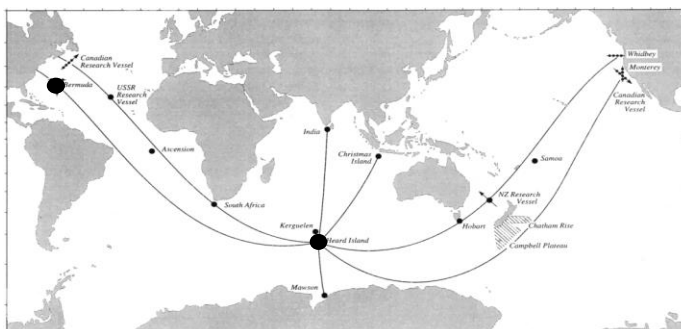 Canadian
Research Vessel
Bermuda
USSR
Research
Vessel
Ascension
South Africa
India
Christmas
Island
Kerguelen
Heard Island
Mawson
Hobart
NZ Research
Vessel
Samoa
Chatham Rise
Campbell Plateau
Whidbey
Monterey
Canadian
Research
Vessel